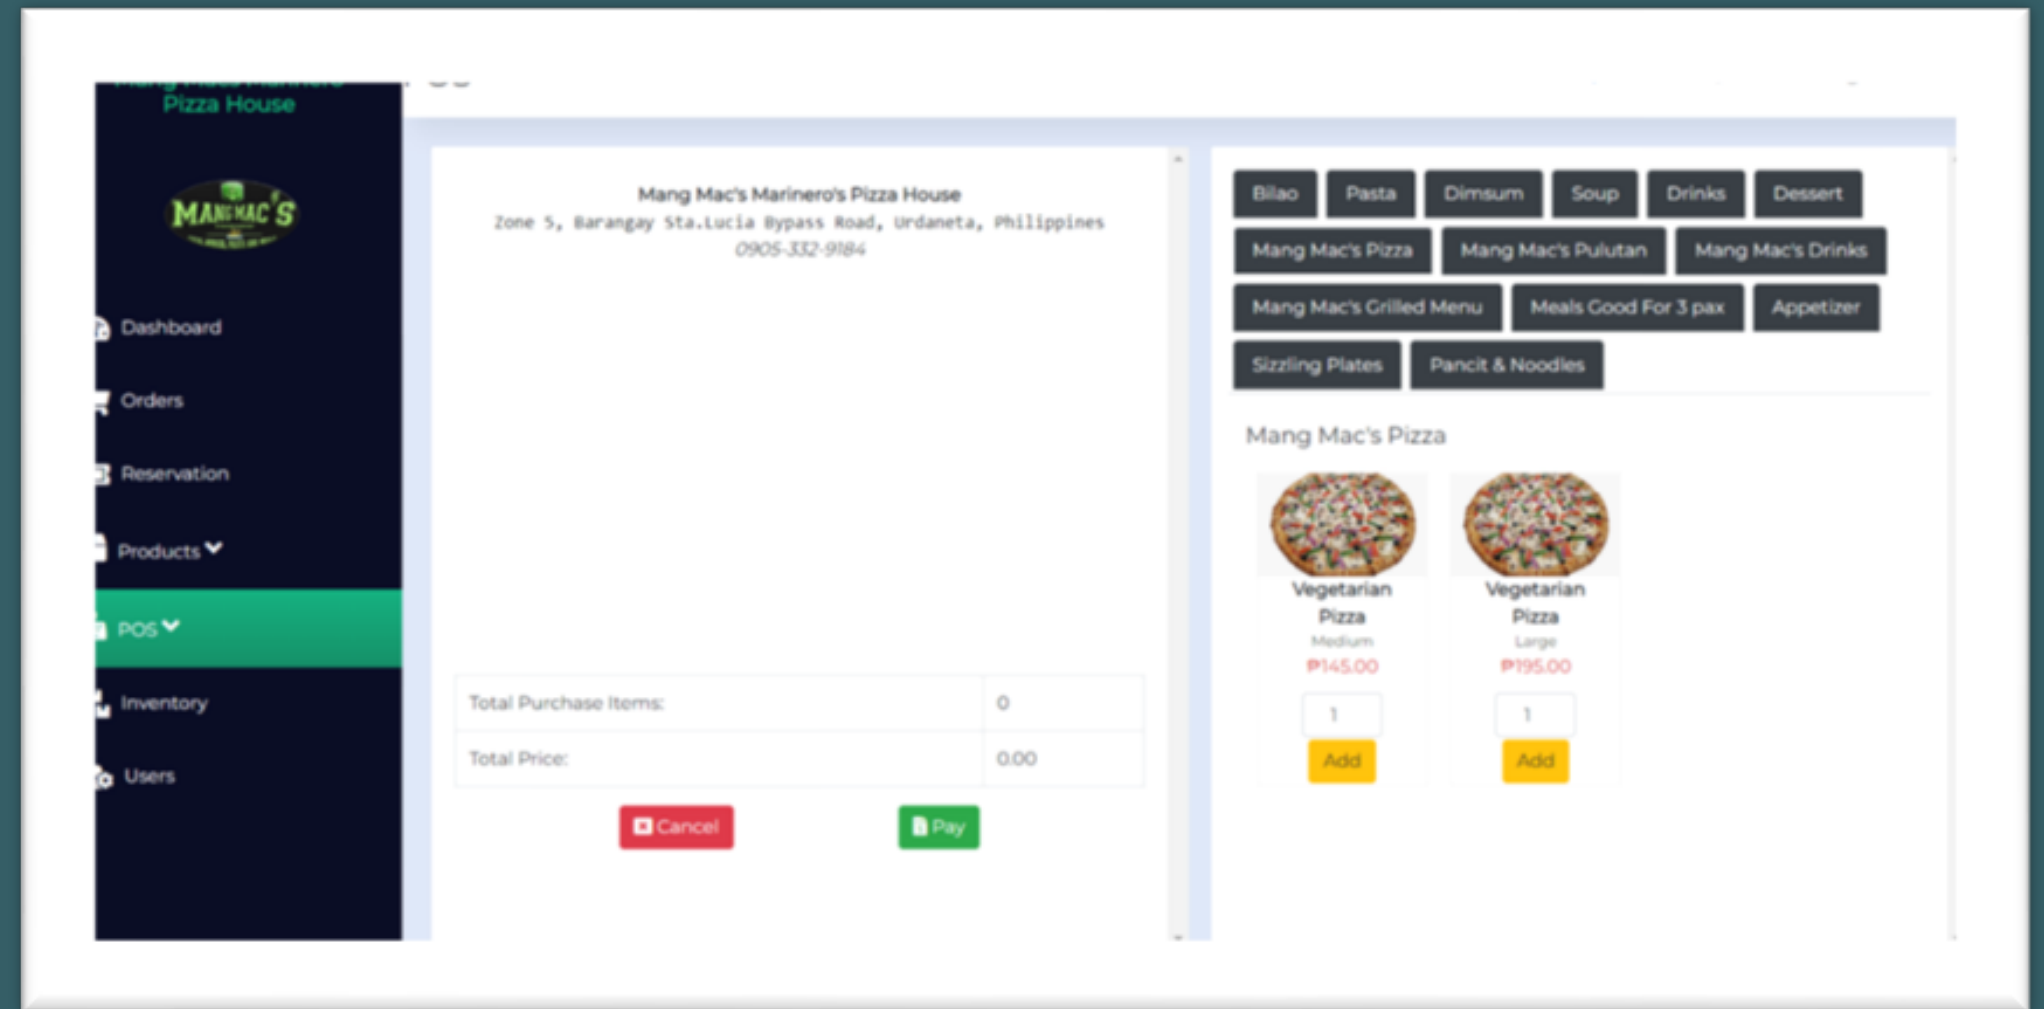 Pizza House
MANG MAC'S
Dashboard
Orders
Reservation
Products
POS
Inventory
Users
Mang Mac's Marinero's Pizza House
Zone 5, Barangay Sta.Lucia Bypass Road, Urdaneta, Philippines
0905-332-9184
Total Purchase Items: 0
Total Price: 0.00
Cancel Pay
Bilao Pasta Dimsum Soup Drinks Dessert
Mang Mac's Pizza Mang Mac's Pulutan Mang Mac's Drinks
Mang Mac's Grilled Menu Meals Good For 3 pax Appetizer
Sizzling Plates Pancit & Noodles
Mang Mac's Pizza
Vegetarian
Pizza
Medium
₱145.00
1
Add
Vegetarian
Pizza
Large
₱195.00
1
Add